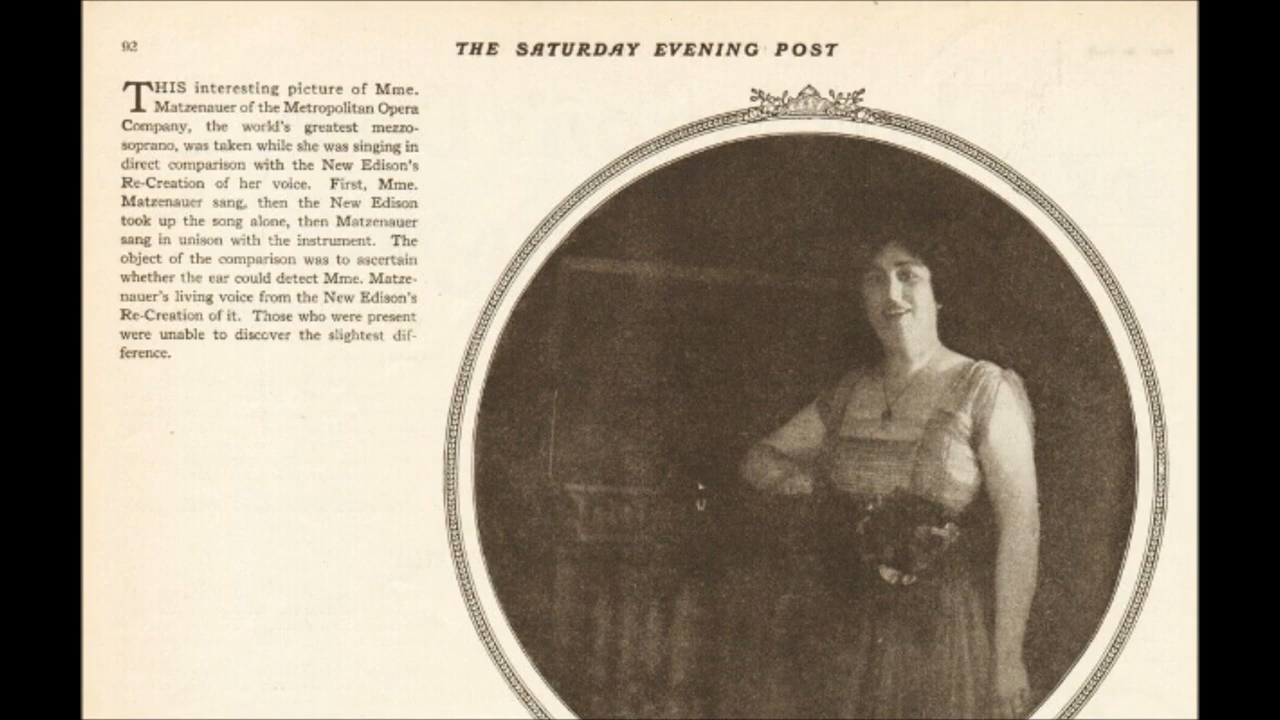 92
THE SATURDAY EVENING POST
THIS interesting picture of Mme.
Matzenauer of the Metropolitan Opera
Company, the world's greatest mezzo-
soprano, was taken while she was singing in
direct comparison with the New Edison's
Re-Creation of her voice. First, Mme.
Matzenauer sang, then the New Edison
took up the song alone, then Matzenauer
sang in unison with the instrument. The
object of the comparison was to ascertain
whether the ear could detect Mme. Matze-
nauer's living voice from the New Edison's
Re-Creation of it. Those who were present
were unable to discover the slightest dif-
ference.